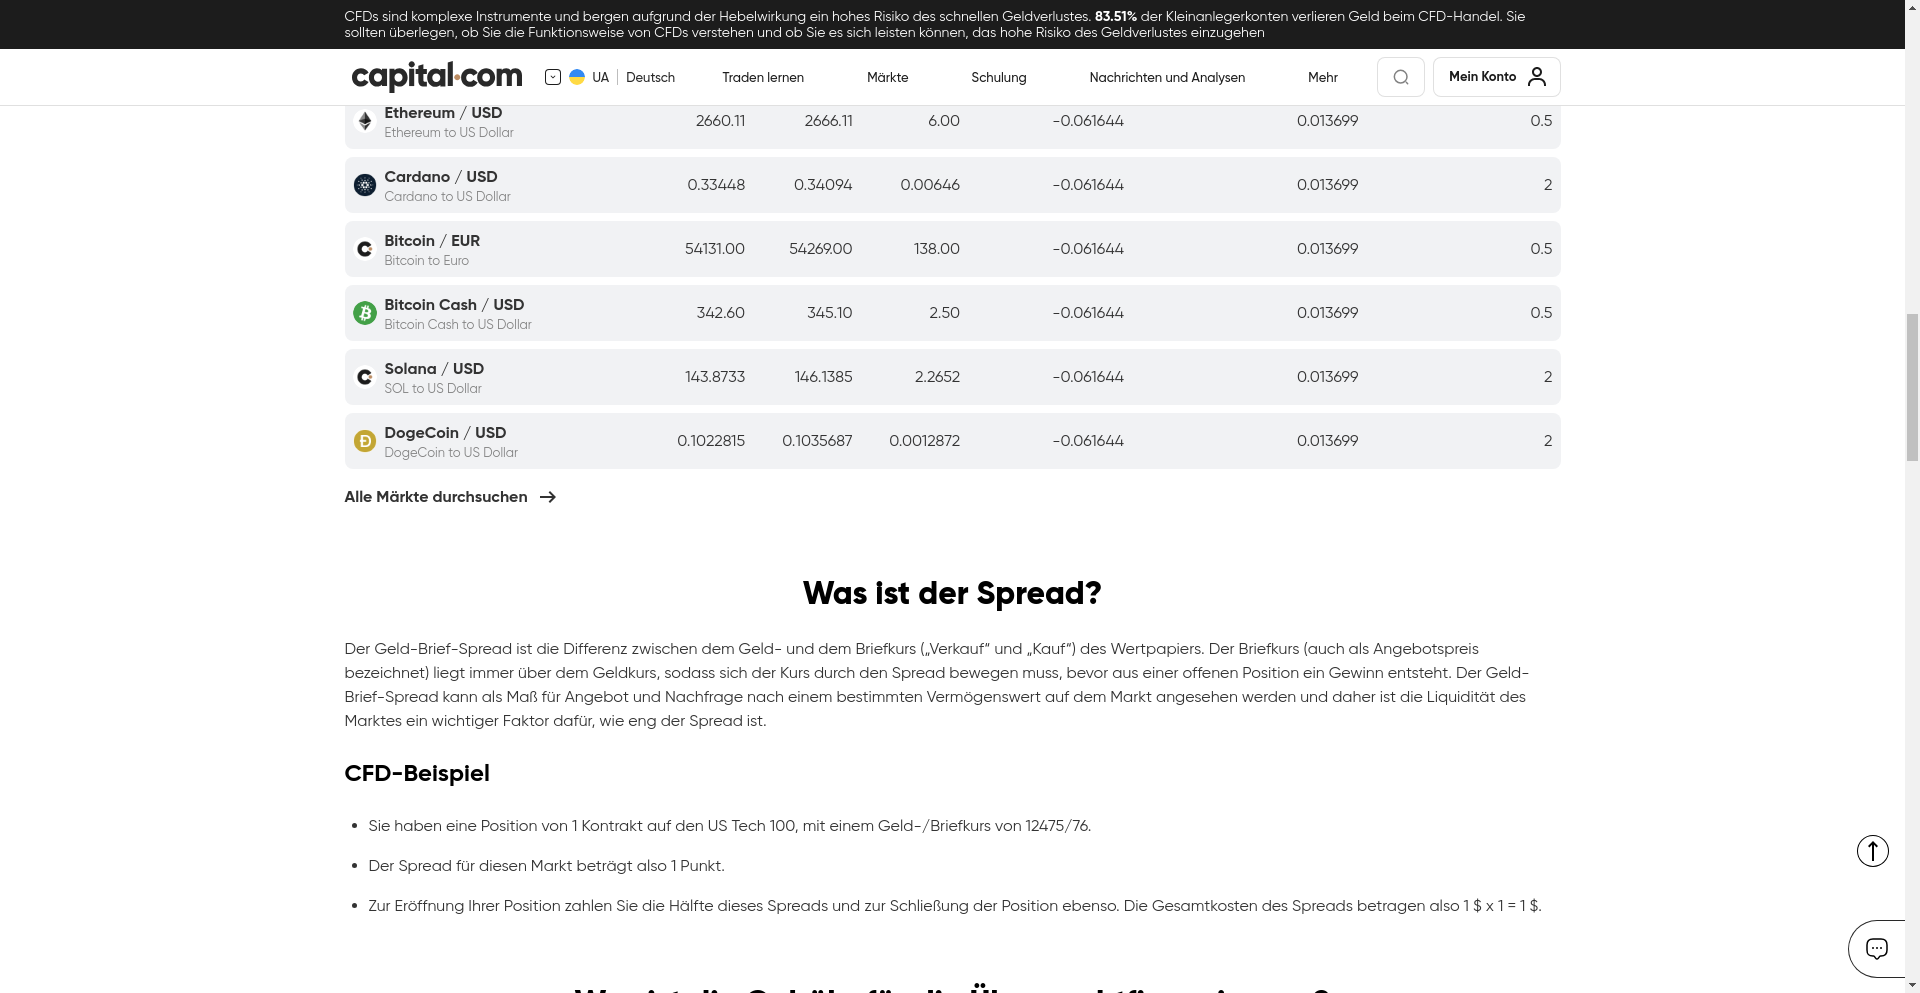 CFDs sind komplexe Instrumente und bergen aufgrund der Hebelwirkung ein hohes Risiko des schnellen Geldverlustes. 83.51% der Kleinanlegerkonten verlieren Geld beim CFD-Handel. Sie
sollten überlegen, ob Sie die Funktionsweise von CFDs verstehen und ob Sie es sich leisten können, das hohe Risiko des Geldverlustes einzugehen
capital.com UA Deutsch Traden lernen Märkte Schulung Nachrichten und Analysen Mehr Mein Konto
Ethereum / USD 2660.11 2666.11 6.00 -0.061644 0.013699 0.5
Ethereum to US Dollar
Cardano / USD 0.33448 0.34094 0.00646 -0.061644 0.013699 2
Cardano to US Dollar
Bitcoin / EUR 54131.00 54269.00 138.00 -0.061644 0.013699 0.5
Bitcoin to Euro
Bitcoin Cash / USD 342.60 345.10 2.50 -0.061644 0.013699 0.5
Bitcoin Cash to US Dollar
Solana / USD 143.8733 146.1385 2.2652 -0.061644 0.013699 2
SOL to US Dollar
DogeCoin / USD 0.1022815 0.1035687 0.0012872 -0.061644 0.013699 2
DogeCoin to US Dollar
Alle Märkte durchsuchen
Was ist der Spread?
Der Geld-Brief-Spread ist die Differenz zwischen dem Geld- und dem Briefkurs („Verkauf“ und „Kauf“) des Wertpapiers. Der Briefkurs (auch als Angebotspreis
bezeichnet) liegt immer über dem Geldkurs, sodass sich der Kurs durch den Spread bewegen muss, bevor aus einer offenen Position ein Gewinn entsteht. Der Geld-
Brief-Spread kann als Maß für Angebot und Nachfrage nach einem bestimmten Vermögenswert auf dem Markt angesehen werden und daher ist die Liquidität des
Marktes ein wichtiger Faktor dafür, wie eng der Spread ist.
CFD-Beispiel
• Sie haben eine Position von 1 Kontrakt auf den US Tech 100, mit einem Geld-/Briefkurs von 12475/76.
• Der Spread für diesen Markt beträgt also 1 Punkt.
• Zur Eröffnung Ihrer Position zahlen Sie die Hälfte dieses Spreads und zur Schließung der Position ebenso. Die Gesamtkosten des Spreads betragen also 1 $ x 1 = 1 $.